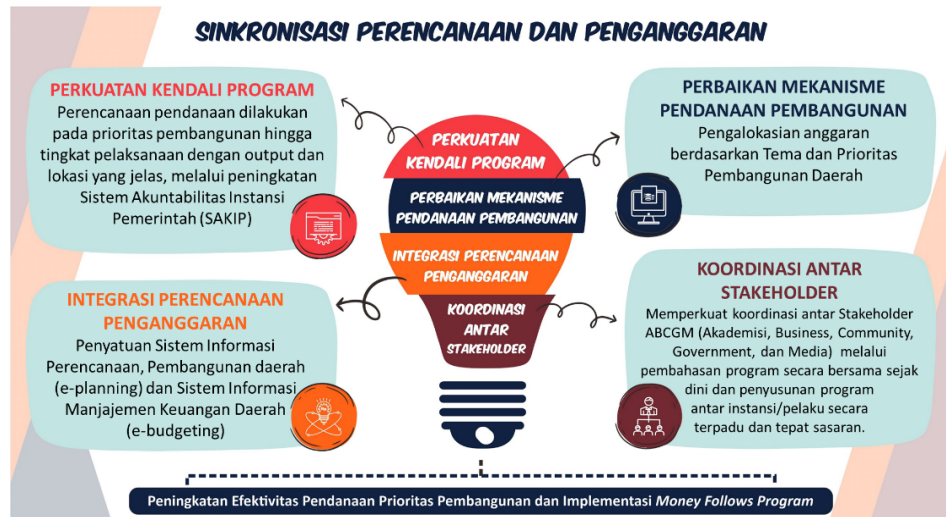 SINKRONISASI PERENCANAAN DAN PENGANGGARAN
PERKUATAN KENDALI PROGRAM
Perencanaan pendanaan dilakukan
pada prioritas pembangunan hingga
tingkat pelaksanaan dengan output dan
lokasi yang jelas, melalui peningkatan
Sistem Akuntabilitas Instansi
Pemerintah (SAKIP)
INTEGRASI PERENCANAAN
PENGANGGARAN
Penyatuan Sistem Informasi
Perencanaan, Pembangunan daerah
(e-planning) dan Sistem Informasi
Manjajemen Keuangan Daerah
(e-budgeting)
PERKUATAN
KENDALI PROGRAM
PERBAIKAN MEKANISME
PENDANAAN PEMBANGUNAN
INTEGRASI PERENCANAAN
PENGANGGARAN
KOORDINASI
ANTAR
STAKEHOLDER
PERBAIKAN MEKANISME
PENDANAAN PEMBANGUNAN
Pengalokasian anggaran
berdasarkan Tema dan Prioritas
Pembangunan Daerah
KOORDINASI ANTAR
STAKEHOLDER
Memperkuat koordinasi antar Stakeholder
ABCGM (Akademisi, Business, Community,
Government, dan Media) melalui
pembahasan program secara bersama sejak
dini dan penyusunan program
antar instansi/pelaku secara
terpadu dan tepat sasaran.
Peningkatan Efektivitas Pendanaan Prioritas Pembangunan dan Implementasi Money Follows Program